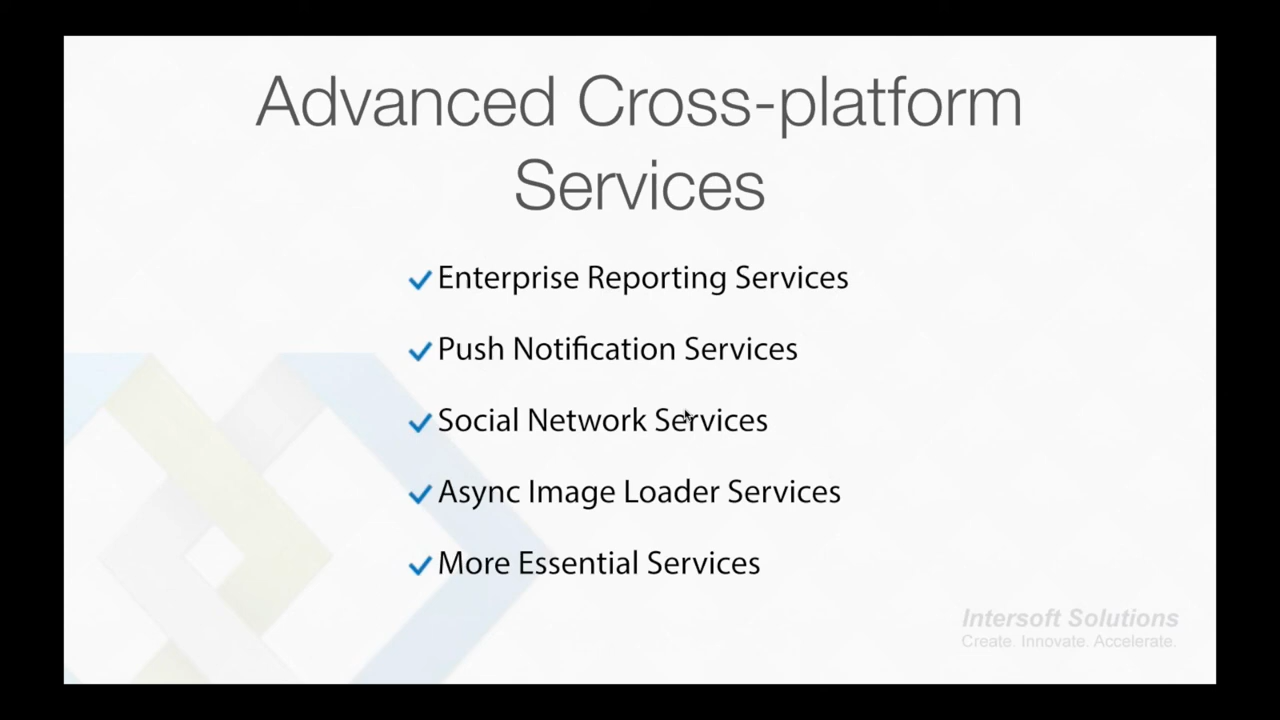 Advanced Cross-platform
Services
Enterprise Reporting Services
Push Notification Services
Social Network Services
Async Image Loader Services
More Essential Services
Intersoft Solutions
Create. Innovate. Accelerate.